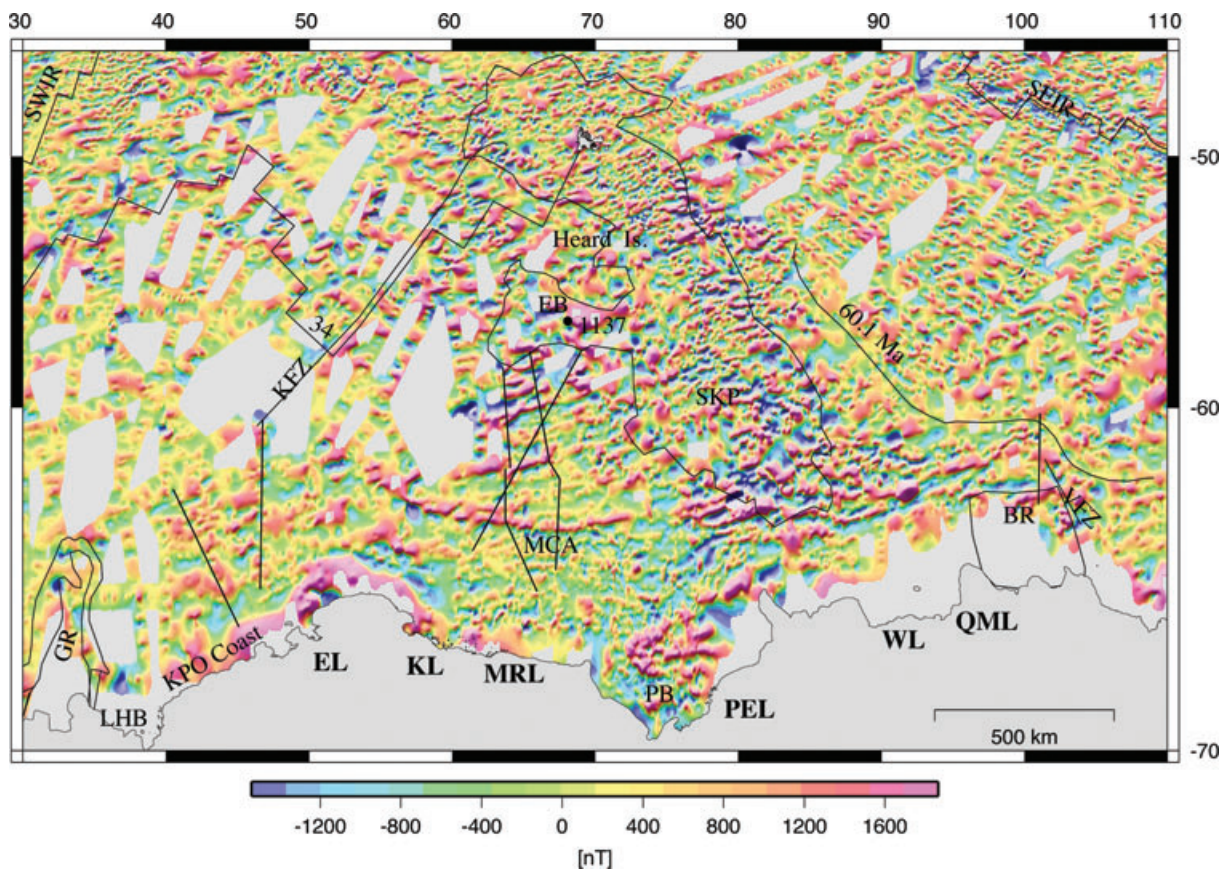 30 40 50 60 70 80 90 100 110
SWIR
SEIR
-50
Heard Is.
EB
1137
60.1 Ma
34
KFZ
-60
SKP
BR
VFZ
MCA
GR
KPO Coast
EL
KL
MRL
WL
QML
LHB
PB
PEL
500 km
-70
-1200 -800 -400 0 400 800 1200 1600
[nT]